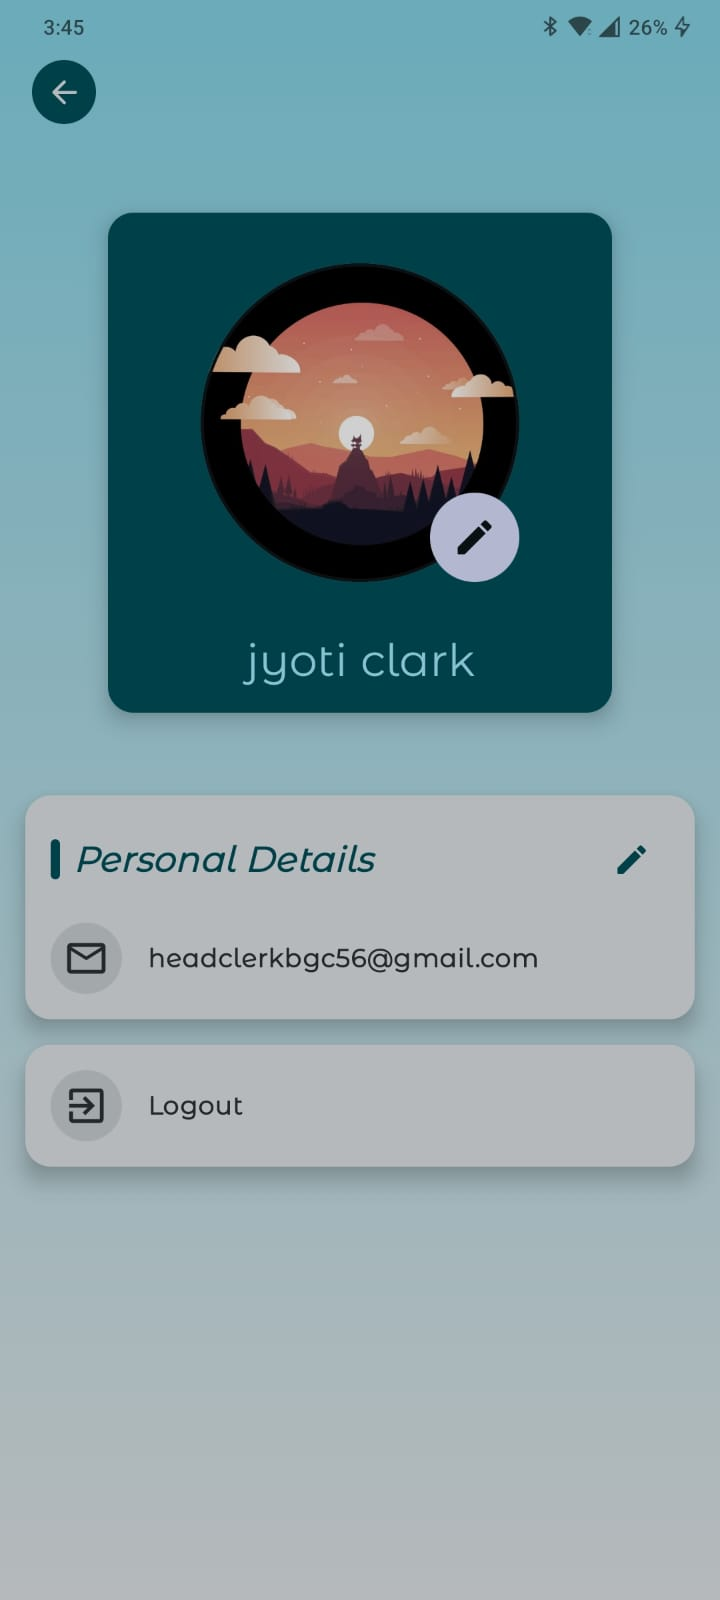 3:45
26%
jyoti clark
Personal Details
headclerkbgc56@gmail.com
Logout